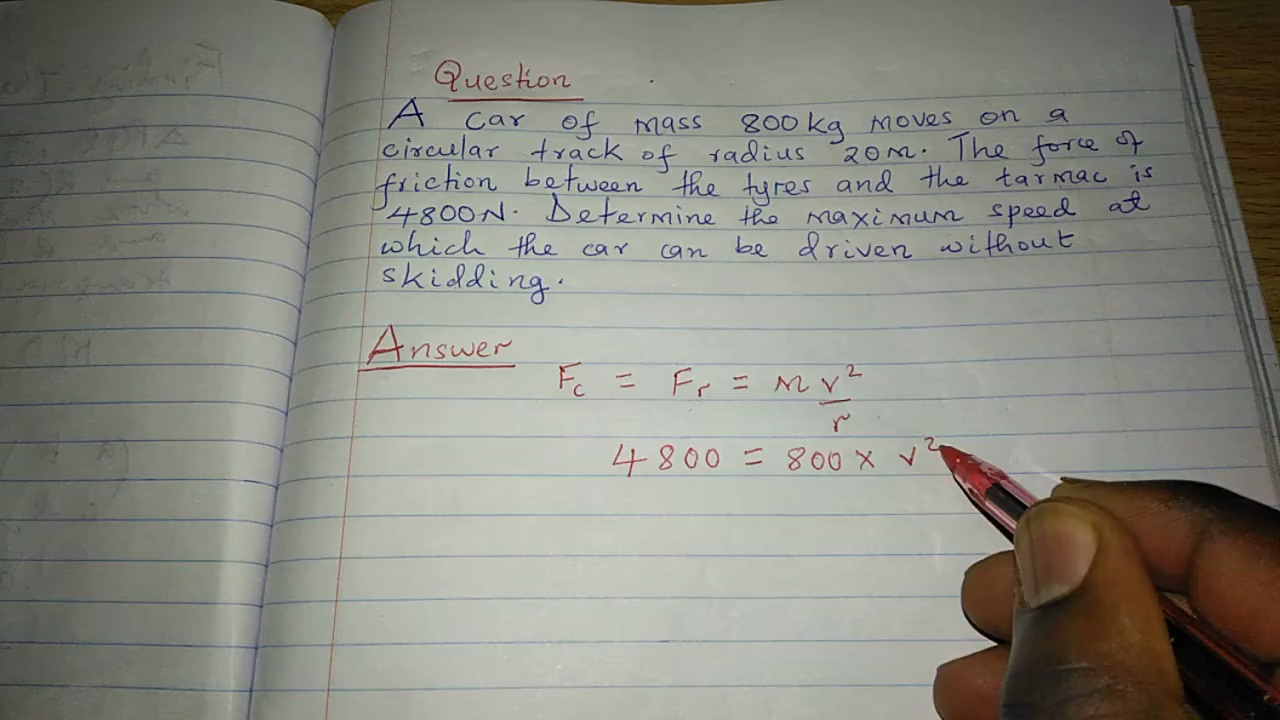 Question
A car of mass 800kg moves on a
circular track of radius 20m. The force of
friction between the tyres and the tarmac is
4800N. Determine the maximum speed at
which the car can be driven without
skidding.
Answer
Fc = Fr = m v²/r
4800 = 800 x v²